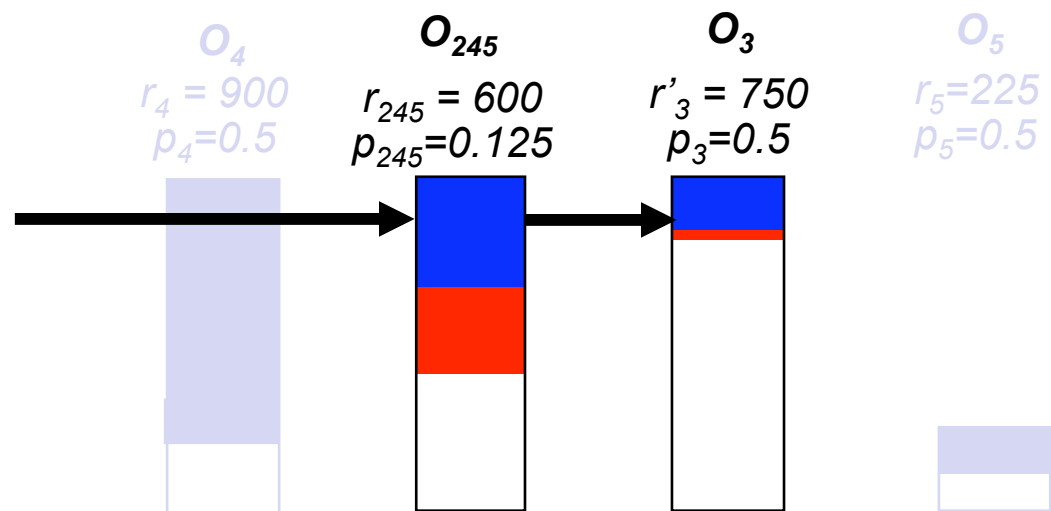 O₄
r₄ = 900
p₄=0.5
O₂₄₅
r₂₄₅ = 600
p₂₄₅=0.125
O₃
r’₃ = 750
p₃=0.5
O₅
r₅=225
p₅=0.5